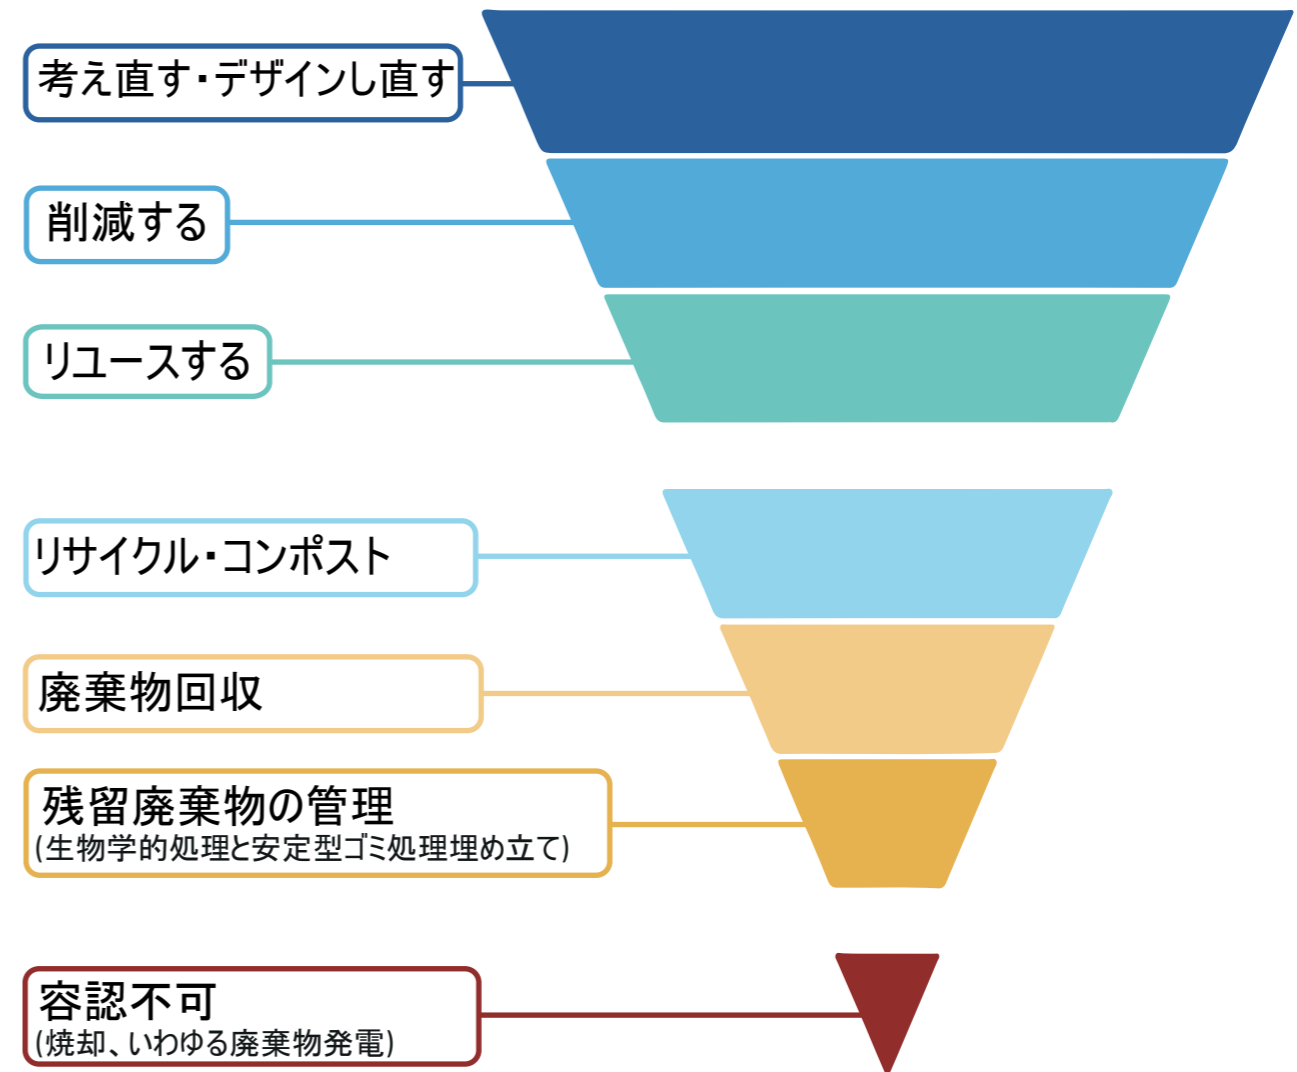 考え直す・デザインし直す
削減する
リユースする
リサイクル・コンポスト
廃棄物回収
残留廃棄物の管理
(生物学的処理と安定型ゴミ処理埋め立て)
容認不可
(焼却、いわゆる廃棄物発電)